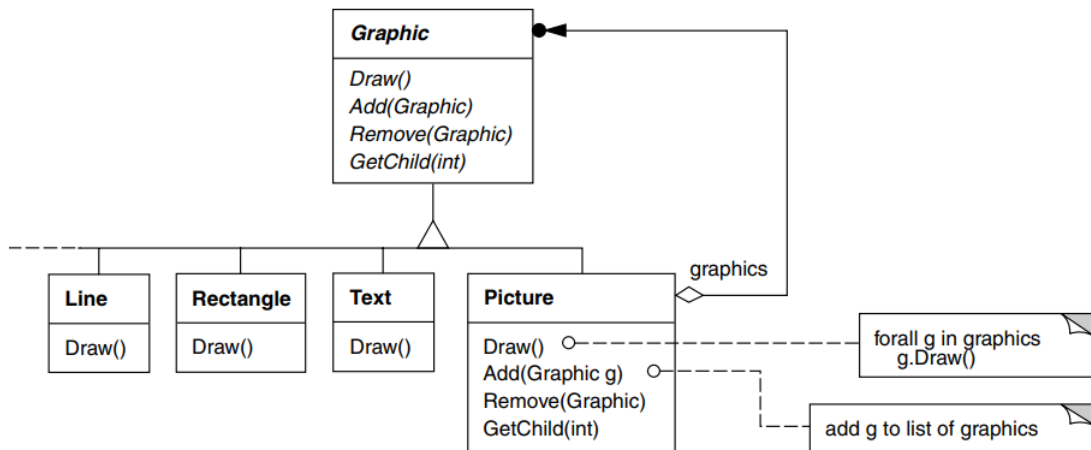 Graphic
Draw()
Add(Graphic)
Remove(Graphic)
GetChild(int)
graphics
Line
Draw()
Rectangle
Draw()
Text
Draw()
Picture
Draw()
Add(Graphic g)
Remove(Graphic)
GetChild(int)
forall g in graphics
g.Draw()
add g to list of graphics